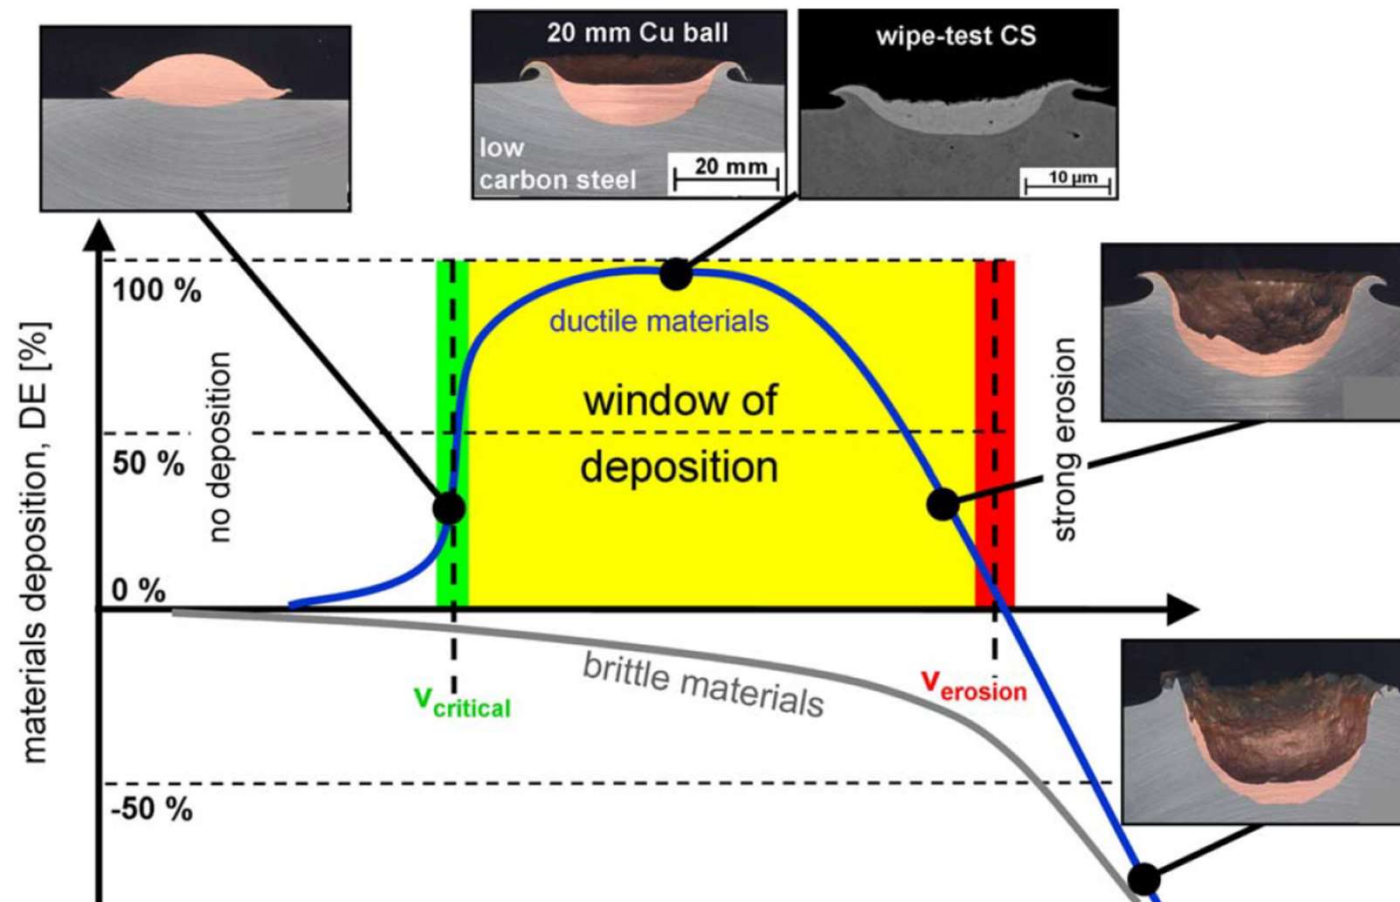 20 mm Cu ball
low
carbon steel
20 mm
wipe-test CS
10 µm
materials deposition, DE [%]
100 %
50 %
0 %
-50 %
no deposition
ductile materials
window of
deposition
strong erosion
brittle materials
vcritical
verosion